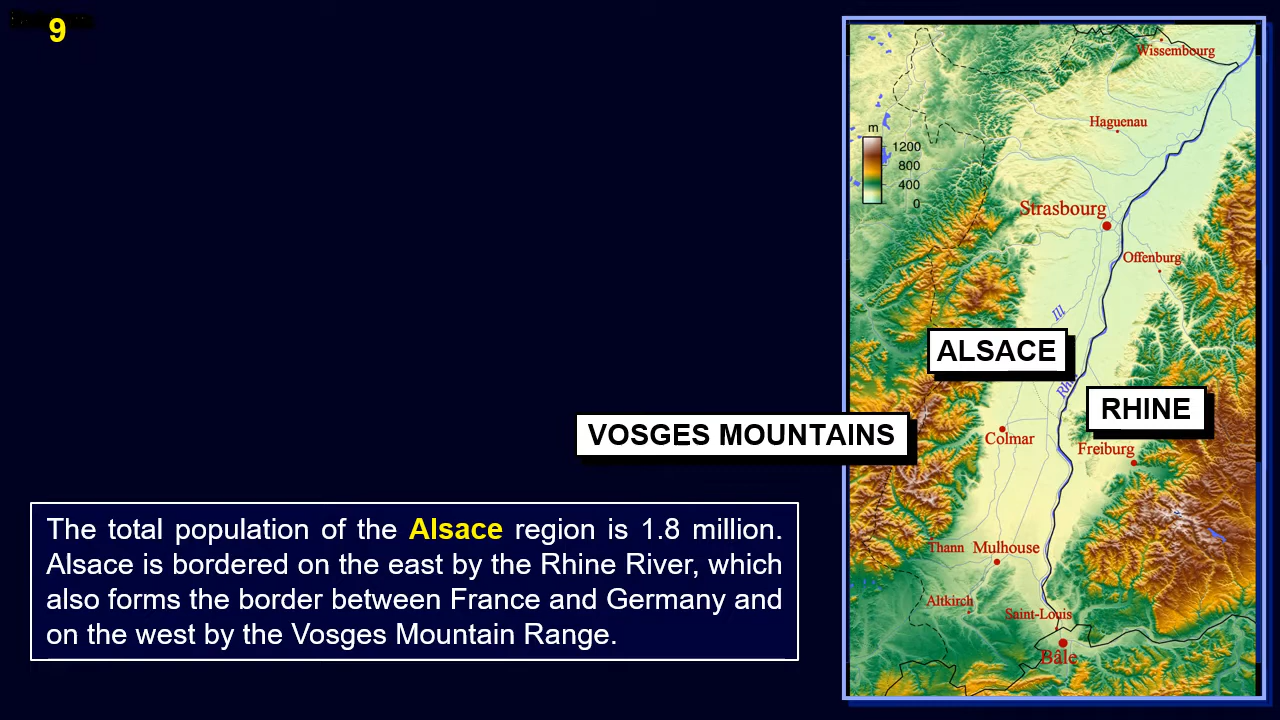 9
Wissembourg
Haguenau
m
1200
800
400
0
Strasbourg
Offenburg
Ill
ALSACE
RHINE
VOSGES MOUNTAINS
Colmar
Freiburg
The total population of the Alsace region is 1.8 million.
Alsace is bordered on the east by the Rhine River, which
also forms the border between France and Germany and
on the west by the Vosges Mountain Range.
Thann
Mulhouse
Altkirch
Saint-Louis
Bâle